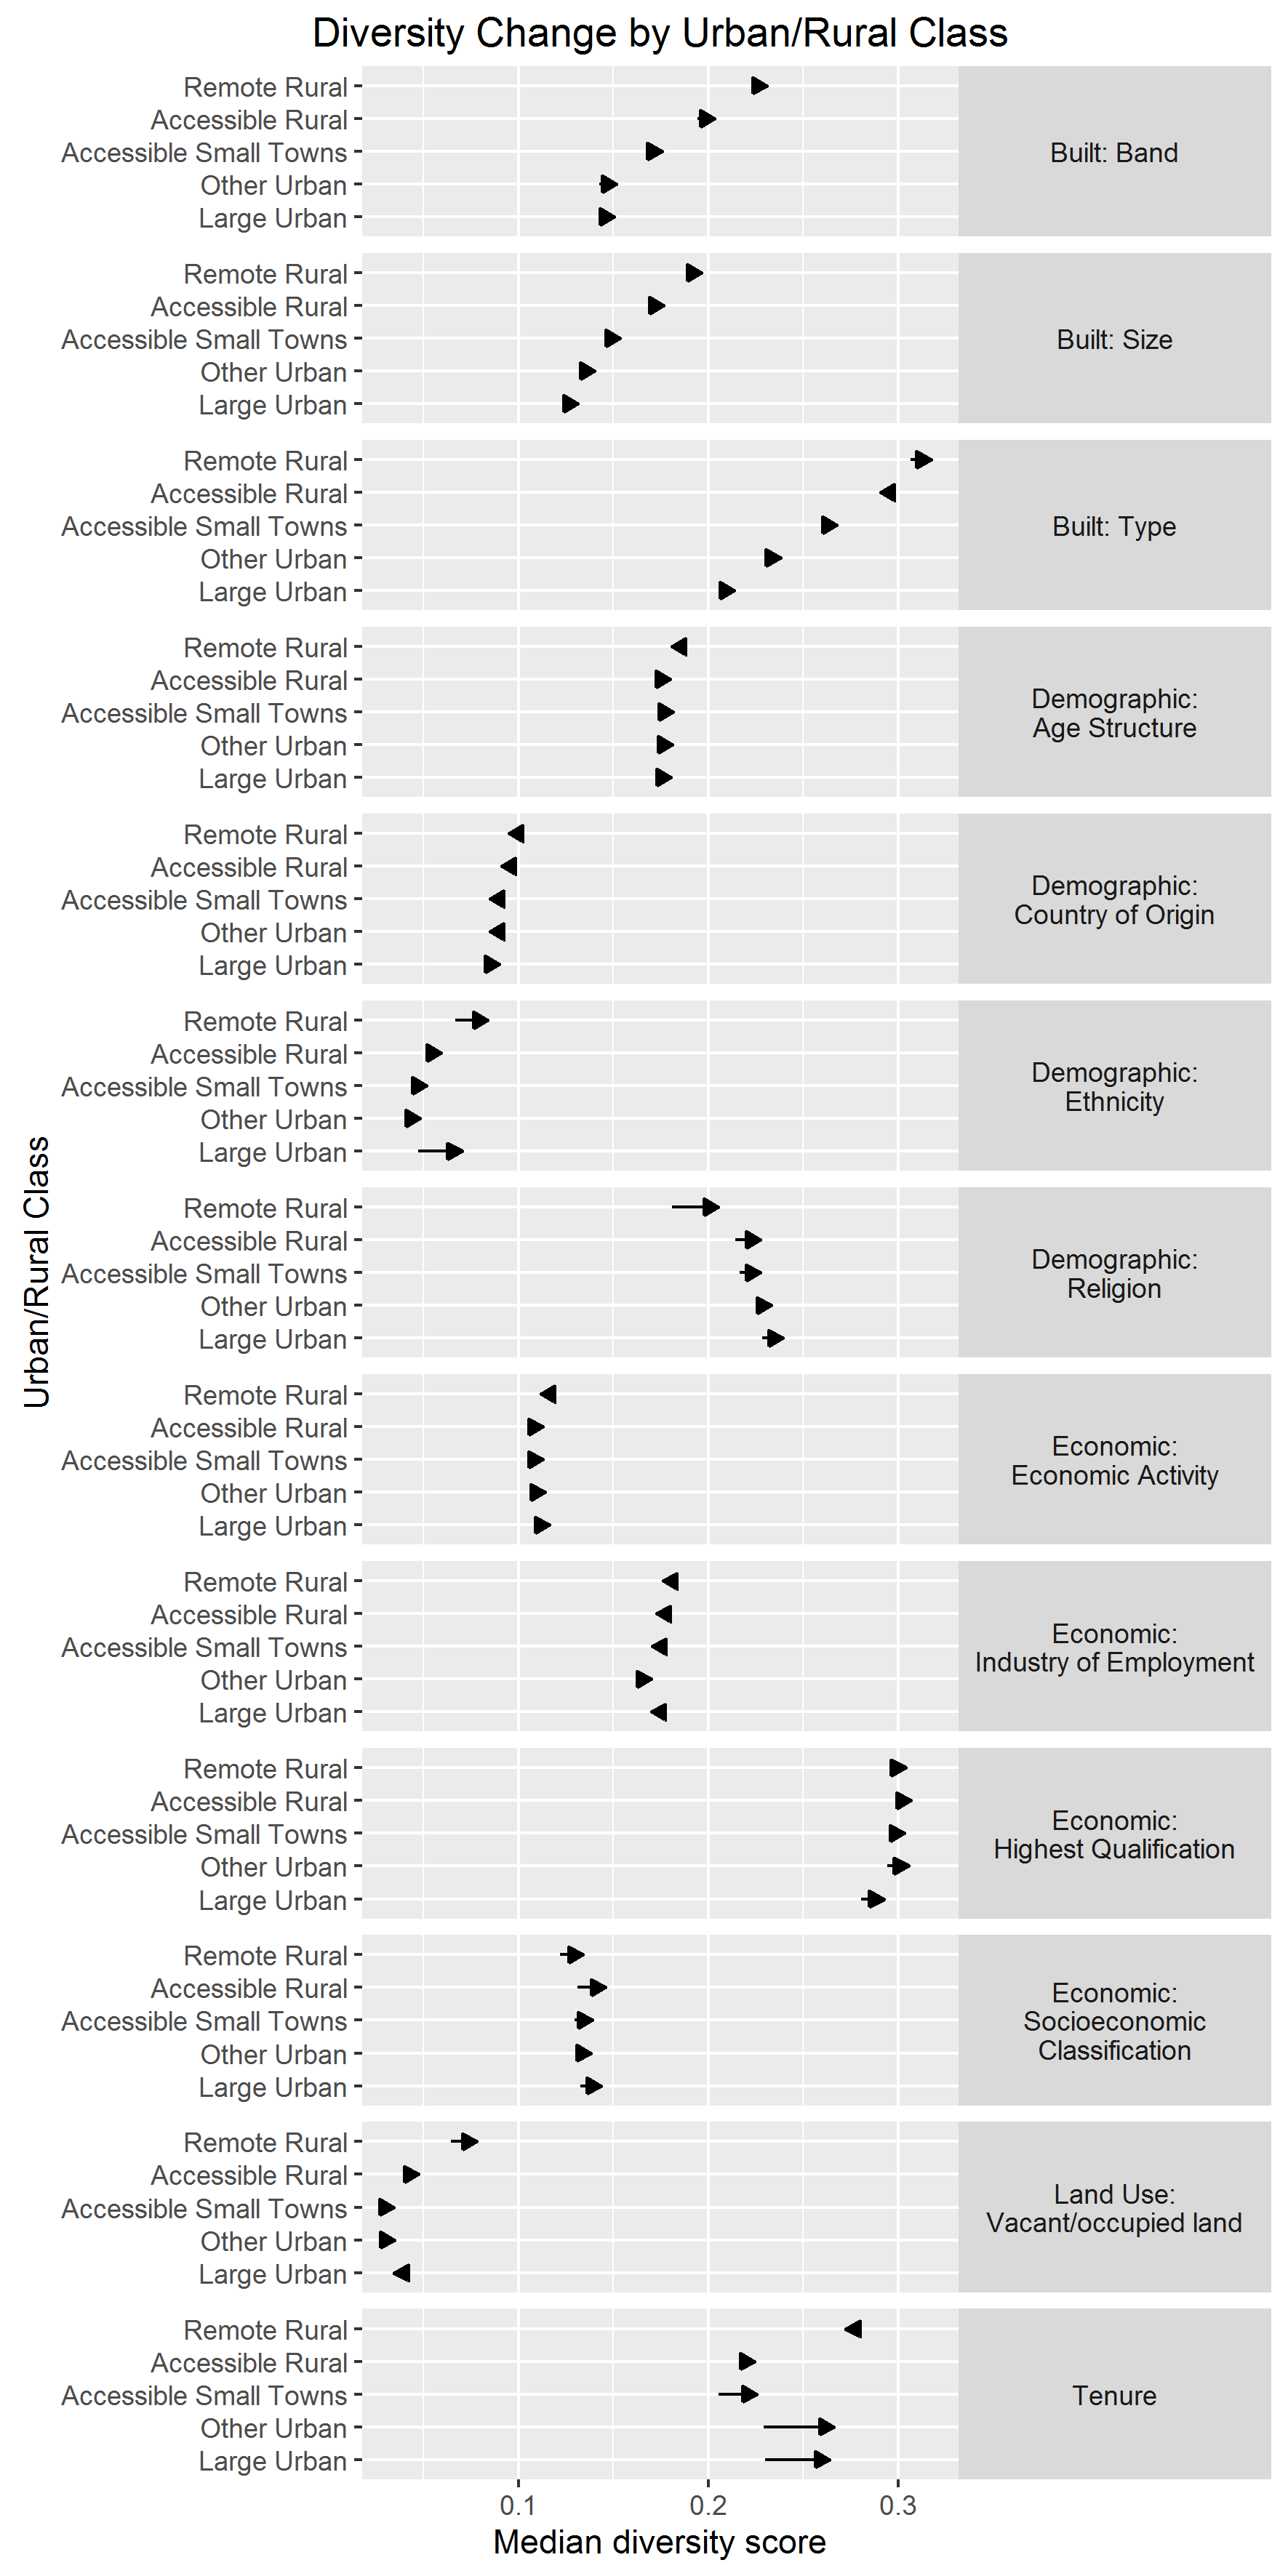 Diversity Change by Urban/Rural Class
Urban/Rural Class
Remote Rural
Accessible Rural
Accessible Small Towns
Other Urban
Large Urban
Built: Band
Remote Rural
Accessible Rural
Accessible Small Towns
Other Urban
Large Urban
Built: Size
Remote Rural
Accessible Rural
Accessible Small Towns
Other Urban
Large Urban
Built: Type
Remote Rural
Accessible Rural
Accessible Small Towns
Other Urban
Large Urban
Demographic:
Age Structure
Remote Rural
Accessible Rural
Accessible Small Towns
Other Urban
Large Urban
Demographic:
Country of Origin
Remote Rural
Accessible Rural
Accessible Small Towns
Other Urban
Large Urban
Demographic:
Ethnicity
Remote Rural
Accessible Rural
Accessible Small Towns
Other Urban
Large Urban
Demographic:
Religion
Remote Rural
Accessible Rural
Accessible Small Towns
Other Urban
Large Urban
Economic:
Economic Activity
Remote Rural
Accessible Rural
Accessible Small Towns
Other Urban
Large Urban
Economic:
Industry of Employment
Remote Rural
Accessible Rural
Accessible Small Towns
Other Urban
Large Urban
Economic:
Highest Qualification
Remote Rural
Accessible Rural
Accessible Small Towns
Other Urban
Large Urban
Economic:
Socioeconomic
Classification
Remote Rural
Accessible Rural
Accessible Small Towns
Other Urban
Large Urban
Land Use:
Vacant/occupied land
Remote Rural
Accessible Rural
Accessible Small Towns
Other Urban
Large Urban
Tenure
0.1 0.2 0.3
Median diversity score